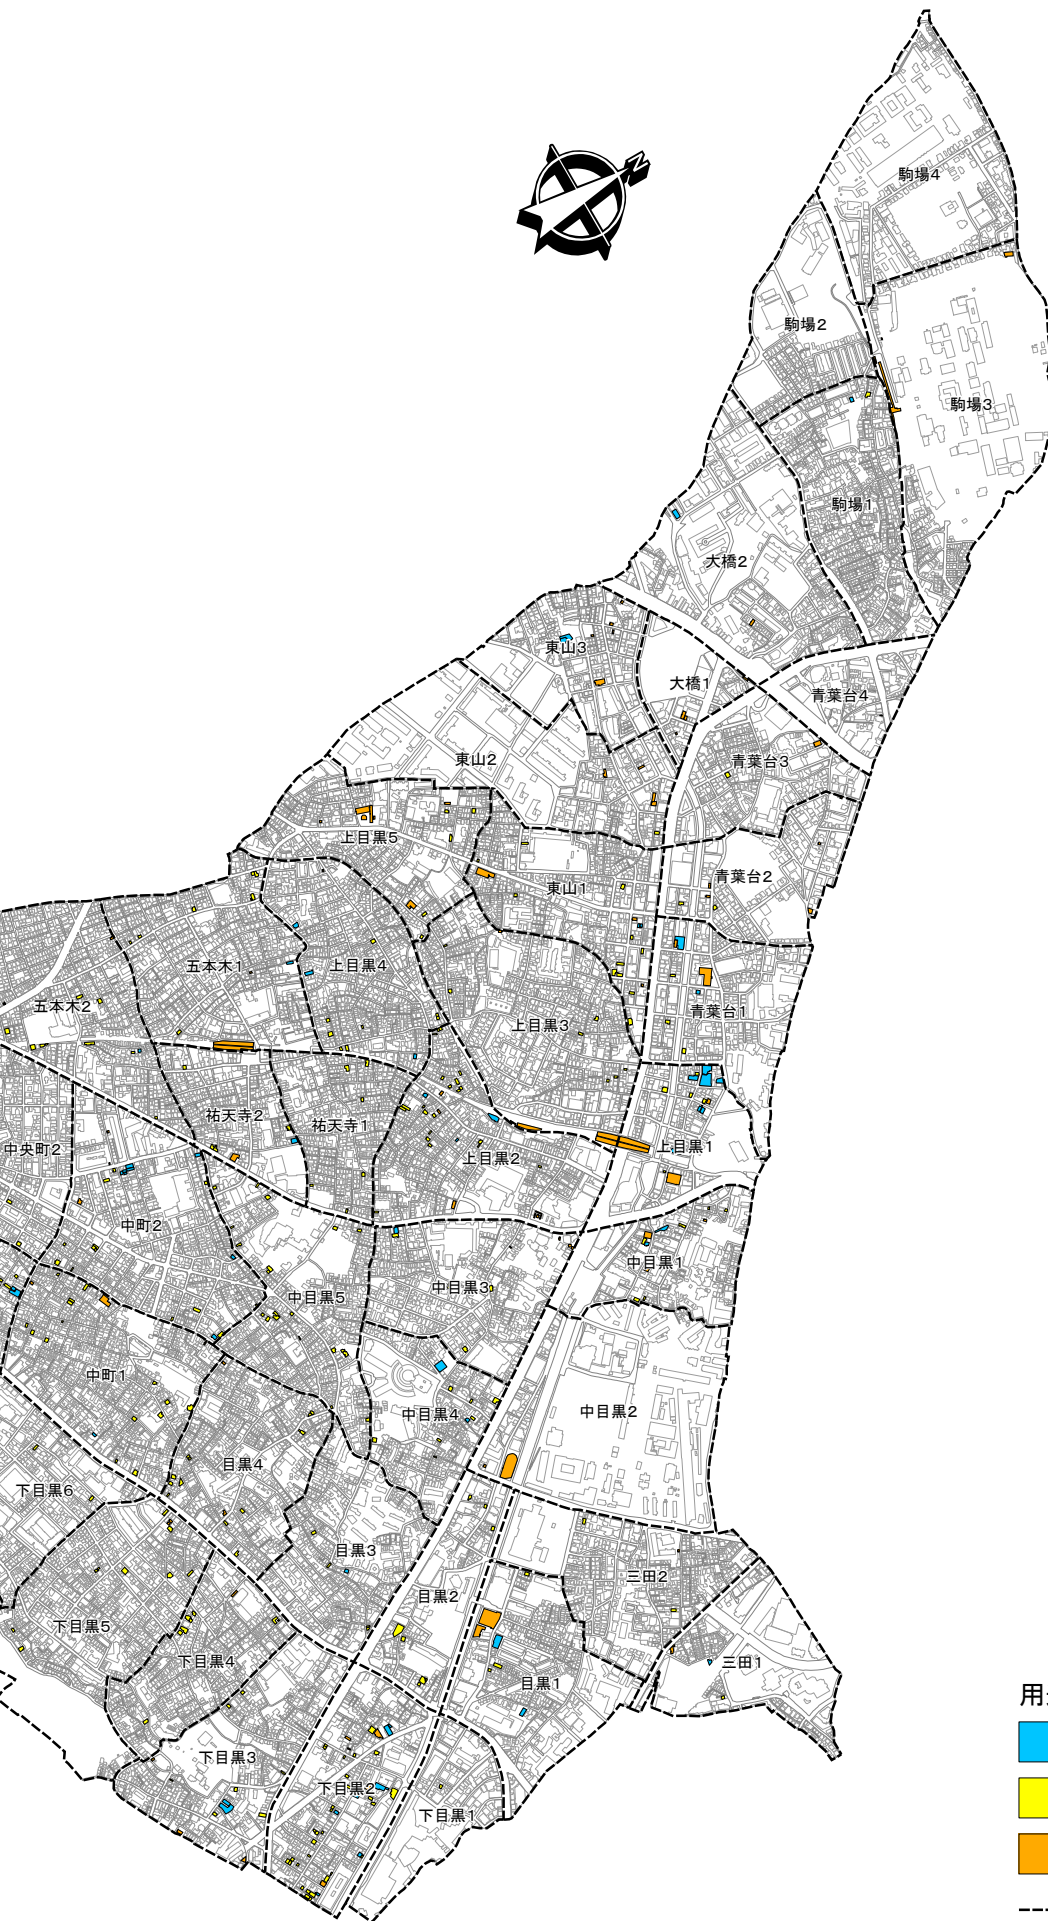 N
駒場4
駒場2
駒場3
駒場1
大橋2
東山3
大橋1
青葉台4
東山2
青葉台3
上目黒5
青葉台2
東山1
五本木1
上目黒4
五本木2
青葉台1
上目黒3
祐天寺2
祐天寺1
中央町2
上目黒1
上目黒2
中町2
中目黒1
中目黒3
中目黒5
中町1
中目黒2
中目黒4
目黒4
下目黒6
目黒3
三田2
目黒2
下目黒5
下目黒4
三田1
目黒1
用
下目黒3
下目黒2
下目黒1